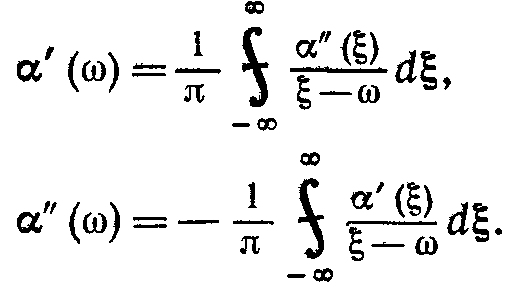 α′ (ω) = 1/π ⨍_{−∞}^{∞} α″ (ξ)/(ξ − ω) dξ,
α″ (ω) = − 1/π ⨍_{−∞}^{∞} α′ (ξ)/(ξ − ω) dξ.